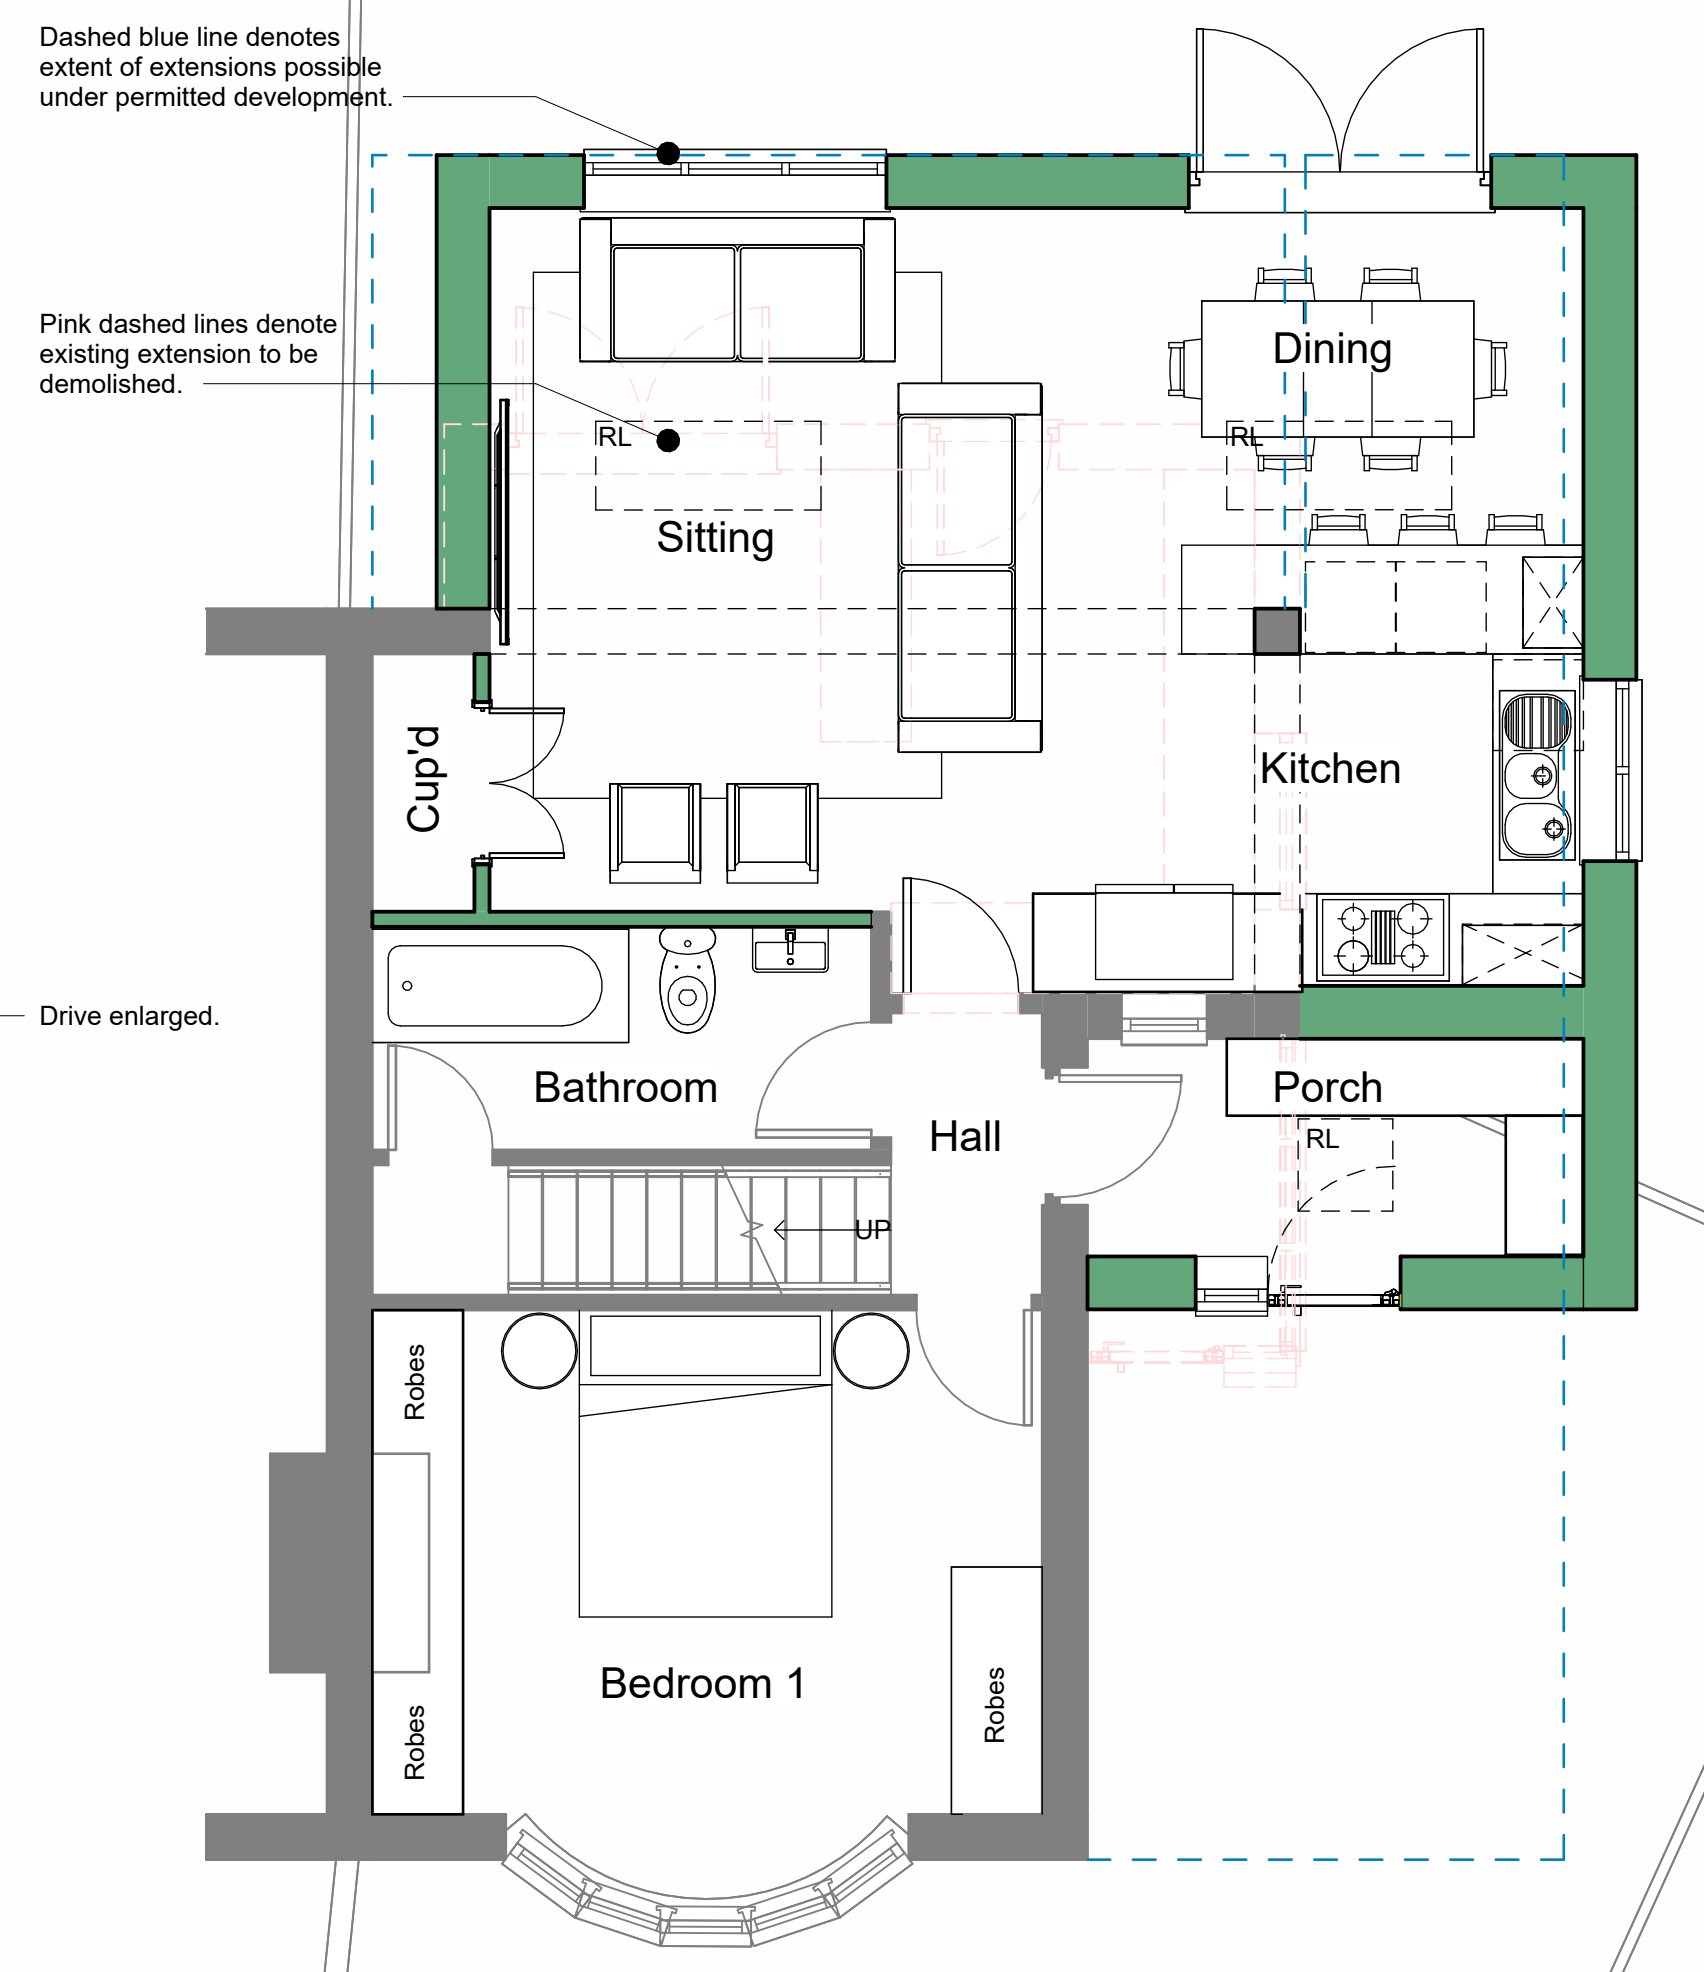 Dashed blue line denotes
extent of extensions possible
under permitted development.
Pink dashed lines denote
existing extension to be
demolished.
Dining
RL
RL
Sitting
Cup'd
Kitchen
Drive enlarged.
Bathroom
Porch
Hall
RL
UP
Robes
Bedroom 1
Robes
Robes